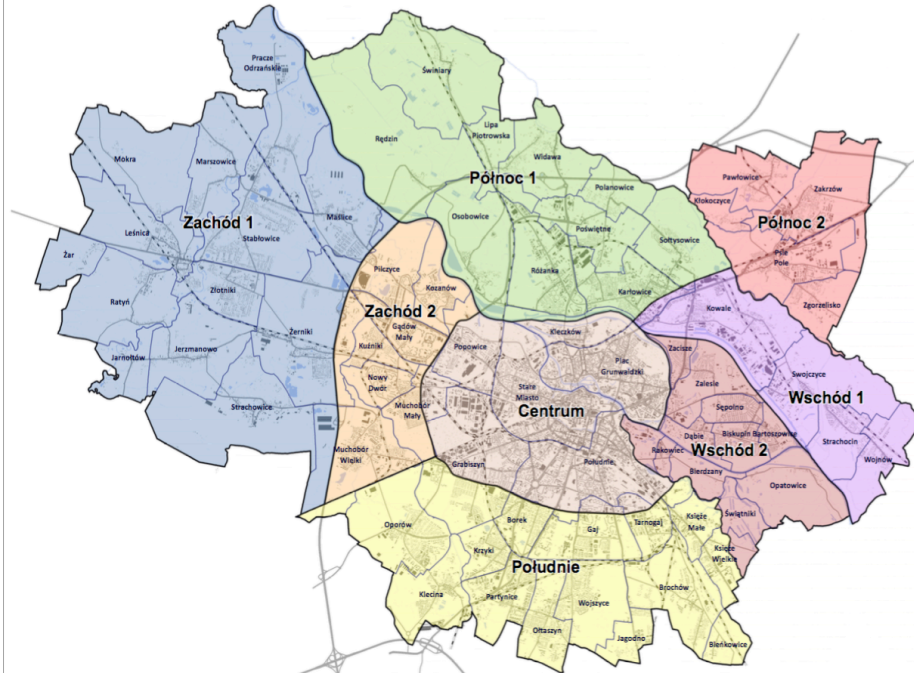 Pracze
Odrzańskie
Świniary
Mokra
Marszowice
Rędzin
Lipa
Piotrowska
Widawa
Pawłowice
Kłokoczyce
Zakrzów
Północ 1
Polanowice
Zachód 1
Maślice
Osobowice
Poświętne
Północ 2
Leśnica
Stabłowice
Sołtysowice
Psie
Pole
Żar
Pilczyce
Kozanów
Różanka
Karłowice
Zgorzelisko
Ratyń
Złotniki
Zachód 2
Kowale
Gądów
Mały
Żerniki
Kleczków
Kuźniki
Popowice
Zacisze
Jarnołtów
Jerzmanowo
Plac
Grunwaldzki
Swojczyce
Nowy
Dwór
Stare
Miasto
Zalesie
Strachowice
Muchobór
Mały
Centrum
Sępolno
Wschód 1
Dąbie
Biskupin
Bartoszowice
Strachocin
Muchobór
Wielki
Rakowiec
Wschód 2
Wojnów
Grabiszyn
Południe
Bierdzany
Opatowice
Oporów
Borek
Gaj
Tarnogaj
Księże
Małe
Świątniki
Krzyki
Księże
Wielkie
Południe
Klecina
Partynice
Wojszyce
Brochów
Ołtaszyn
Jagodno
Bieńkowice